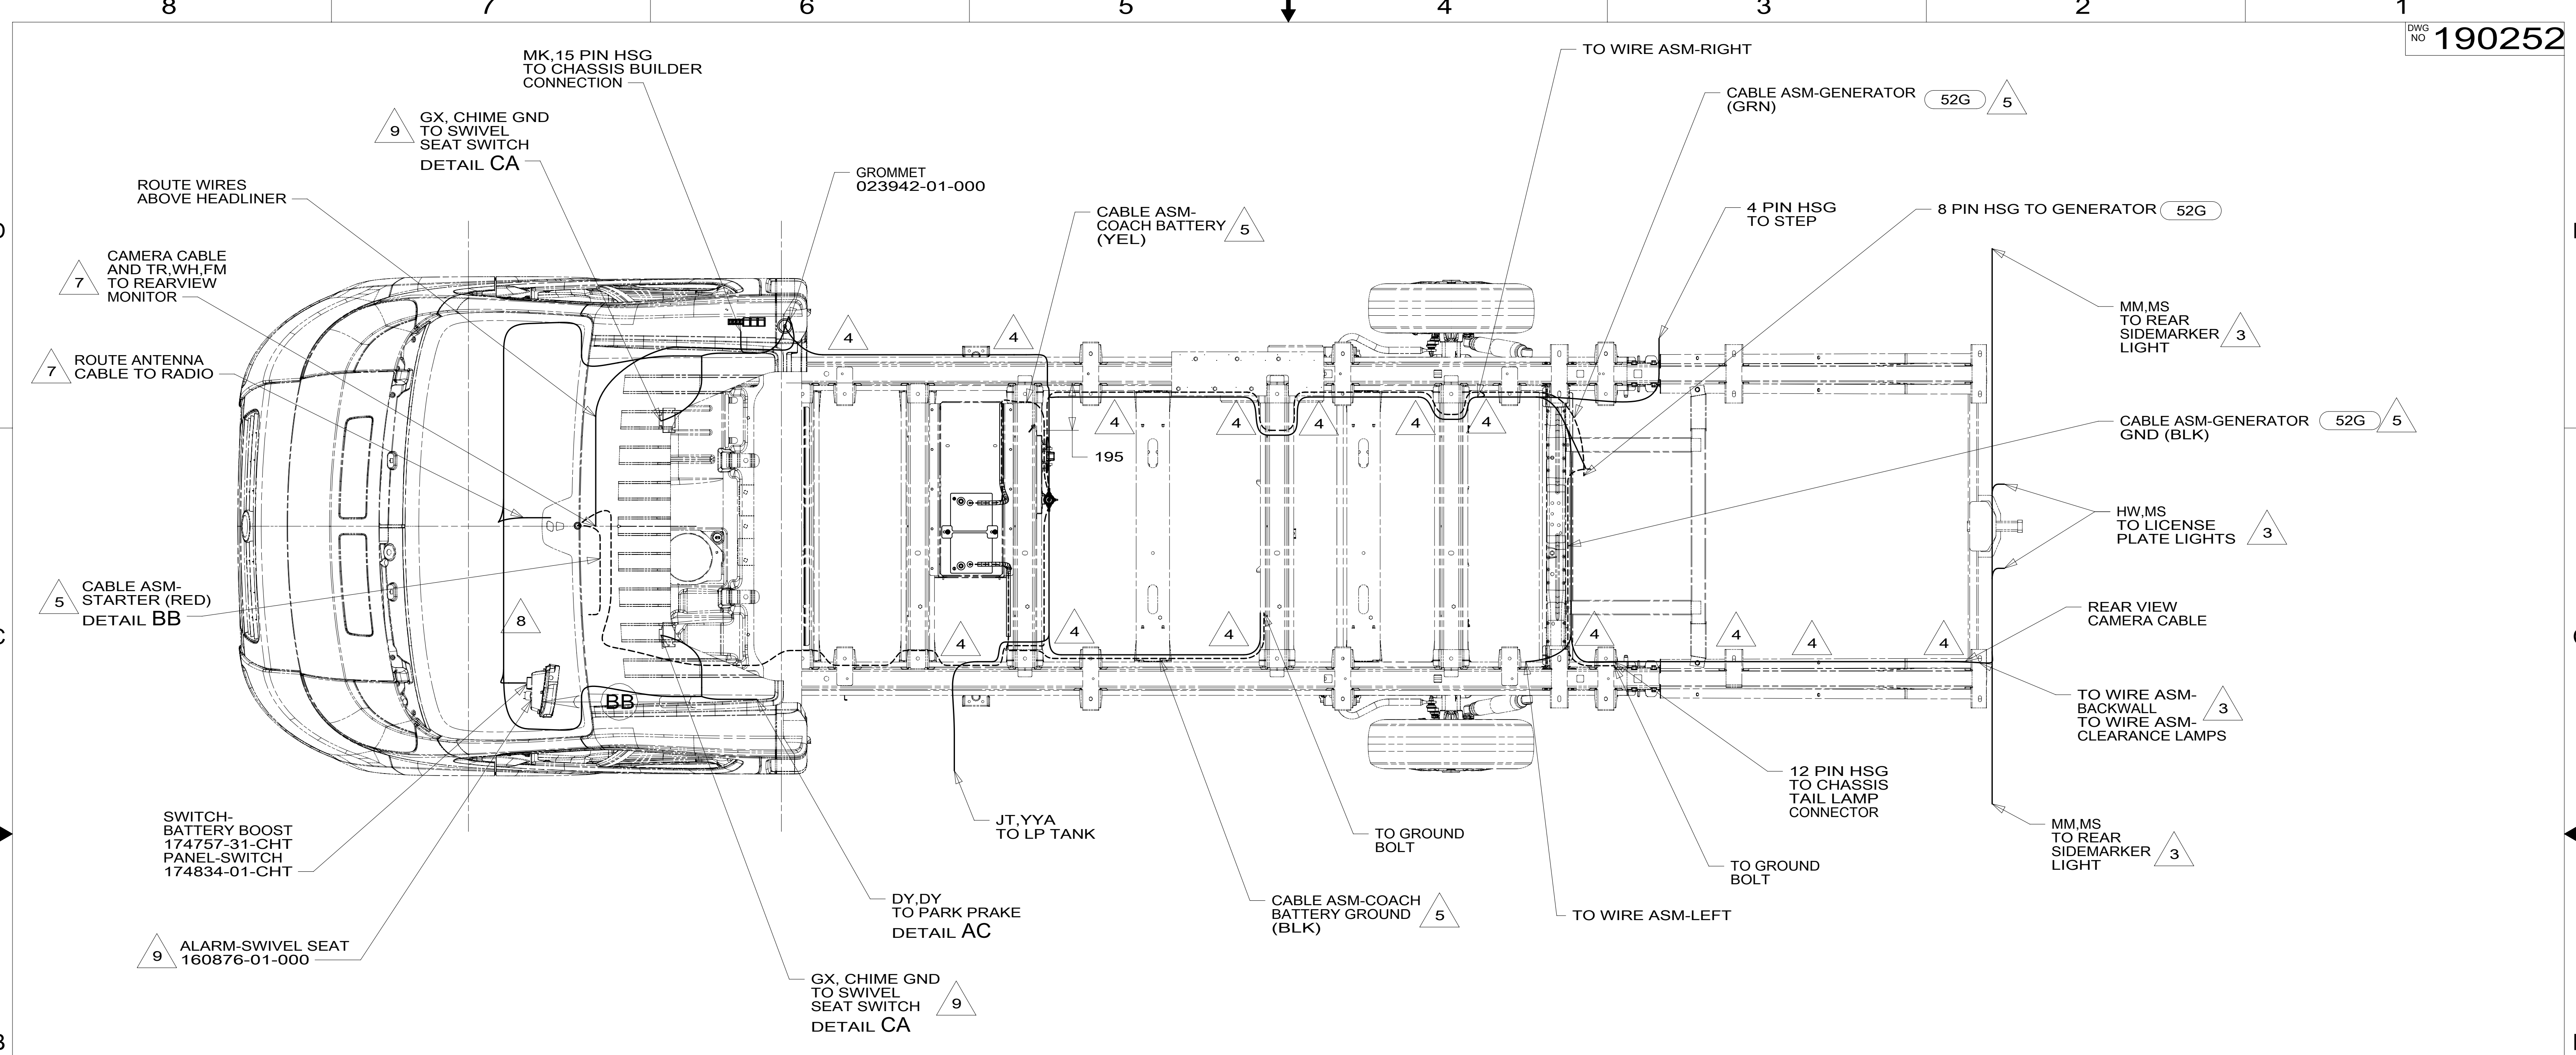 8 7 6 5 4 3 2 1
DWG
NO 190252
MK,15 PIN HSG
TO CHASSIS BUILDER
CONNECTION
9
GX, CHIME GND
TO SWIVEL
SEAT SWITCH
DETAIL CA
ROUTE WIRES
ABOVE HEADLINER
7
CAMERA CABLE
AND TR,WH,FM
TO REARVIEW
MONITOR
7
ROUTE ANTENNA
CABLE TO RADIO
GROMMET
023942-01-000
CABLE ASM-
COACH BATTERY
(YEL)
5
TO WIRE ASM-RIGHT
CABLE ASM-GENERATOR
(GRN)
52G
5
4 PIN HSG
TO STEP
8 PIN HSG TO GENERATOR
52G
MM,MS
TO REAR
SIDEMARKER
LIGHT
3
CABLE ASM-GENERATOR
GND (BLK)
52G
5
HW,MS
TO LICENSE
PLATE LIGHTS
3
REAR VIEW
CAMERA CABLE
TO WIRE ASM-
BACKWALL
TO WIRE ASM-
CLEARANCE LAMPS
3
4
4
4
4
4
4
4
195
5
CABLE ASM-
STARTER (RED)
DETAIL BB
8
BB
4
4
4
4
4
4
4
SWITCH-
BATTERY BOOST
174757-31-CHT
PANEL-SWITCH
174834-01-CHT
9
ALARM-SWIVEL SEAT
160876-01-000
JT,YYA
TO LP TANK
DY,DY
TO PARK PRAKE
DETAIL AC
GX, CHIME GND
TO SWIVEL
SEAT SWITCH
DETAIL CA
9
TO GROUND
BOLT
CABLE ASM-COACH
BATTERY GROUND
(BLK)
5
TO WIRE ASM-LEFT
12 PIN HSG
TO CHASSIS
TAIL LAMP
CONNECTOR
TO GROUND
BOLT
MM,MS
TO REAR
SIDEMARKER
LIGHT
3